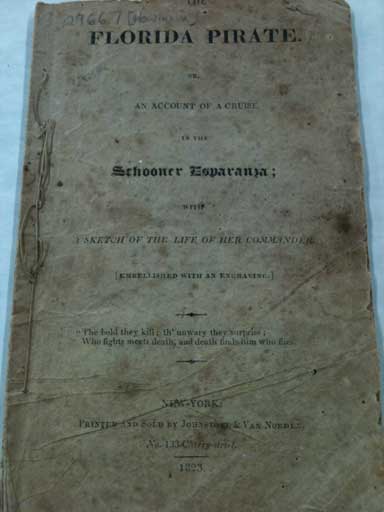 THE
29667
FLORIDA PIRATE.
OR,
AN ACCOUNT OF A CRUISE
IN THE
Schooner Esparanza;
WITH
A SKETCH OF THE LIFE OF HER COMMANDER.
[EMBELLISHED WITH AN ENGRAVING.]
"The bold they kill; th' unwary they surprise;
Who fights meets death, and death finds him who flies.
NEW-YORK:
PRINTED AND SOLD BY JOHNSTONE & VAN NORDEN,
No. 133 Cherry-street.
1823.